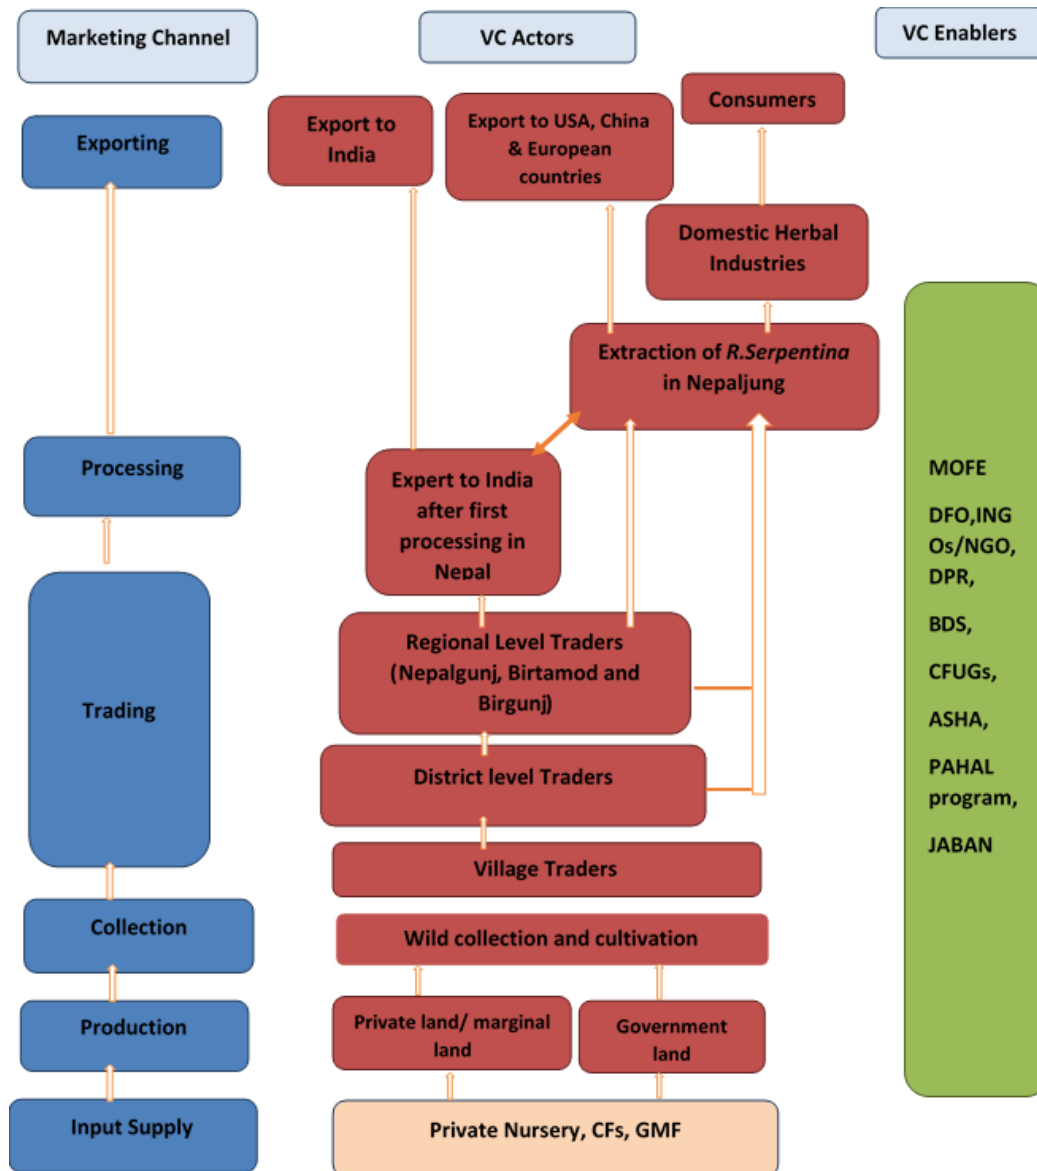 Marketing Channel
VC Actors
VC Enablers
Exporting
Export to
India
Export to USA, China
& European
countries
Consumers
Domestic Herbal
Industries
Extraction of R.Serpentina
in Nepaljung
Processing
Expert to India
after first
processing in
Nepal
Trading
Regional Level Traders
(Nepalgunj, Birtamod and
Birgunj)
District level Traders
Village Traders
Collection
Wild collection and cultivation
Production
Private land/ marginal
land
Government
land
Input Supply
Private Nursery, CFs, GMF
MOFE
DFO,ING
Os/NGO,
DPR,
BDS,
CFUGs,
ASHA,
PAHAL
program,
JABAN